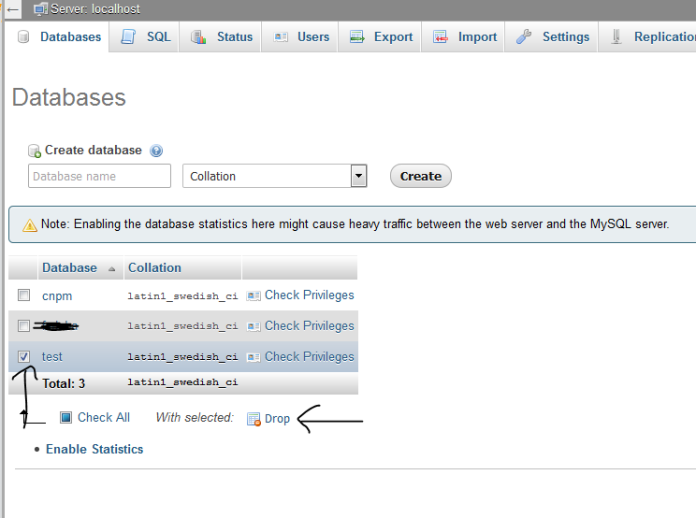 Server: localhost
Databases SQL Status Users Export Import Settings Replication
Databases
Create database
Database name Collation Create
Note: Enabling the database statistics here might cause heavy traffic between the web server and the MySQL server.
Database Collation
cnpm latin1_swedish_ci Check Privileges
latin1_swedish_ci Check Privileges
test latin1_swedish_ci Check Privileges
Total: 3 latin1_swedish_ci
Check All With selected: Drop
Enable Statistics